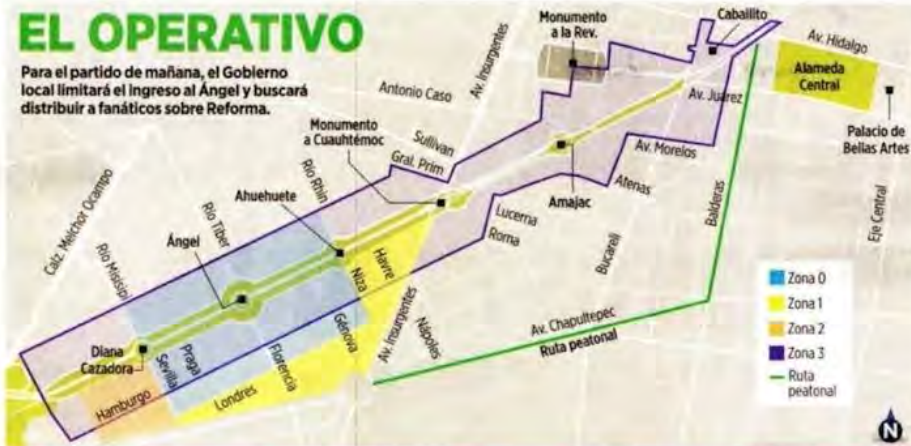 EL OPERATIVO
Para el partido de mañana, el Gobierno
local limitará el ingreso al Ángel y buscará
distribuir a fanáticos sobre Reforma.
Monumento
a la Rev.
Caballito
Av. Hidalgo
Av. Insurgentes
Antonio Caso
Alameda
Central
Av. Juárez
Palacio de
Bellas Artes
Monumento
a Cuauhtémoc
Sullivan
Gral. Prim
Av. Morelos
Atenas
Amajac
Calz. Melchor Ocampo
Río Tíber
Río Rhin
Ahuehuete
Lucerna
Roma
Bucareli
Balderas
Eje Central
Río Misisipi
Ángel
Havre
Niza
Génova
Av. Insurgentes
Nápoles
Av. Chapultepec
Ruta peatonal
Diana
Cazadora
Sevilla
Praga
Florencia
Hamburgo
Londres
Zona 0
Zona 1
Zona 2
Zona 3
Ruta
peatonal
N